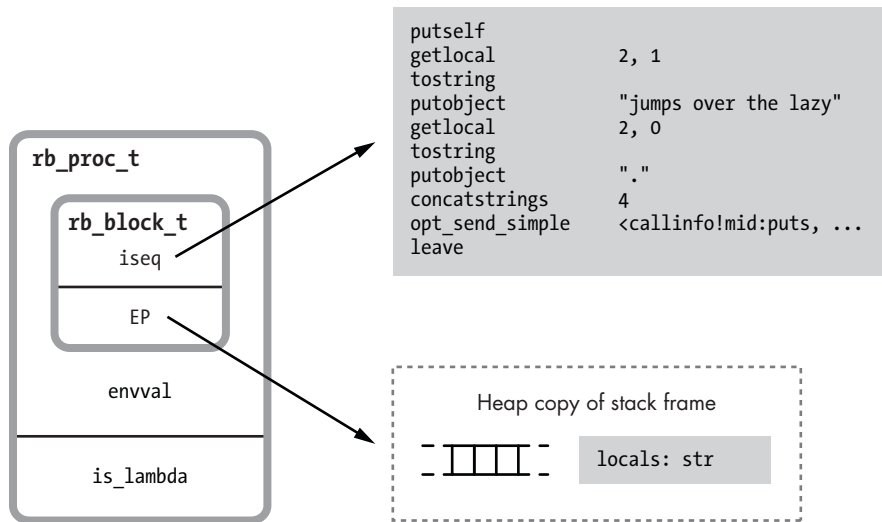 putself
getlocal 2, 1
tostring
putobject "jumps over the lazy"
getlocal 2, 0
tostring
putobject "."
concatstrings 4
opt_send_simple <callinfo!mid:puts, ...
leave
rb_proc_t
rb_block_t
iseq
EP
envval
is_lambda
Heap copy of stack frame
locals: str